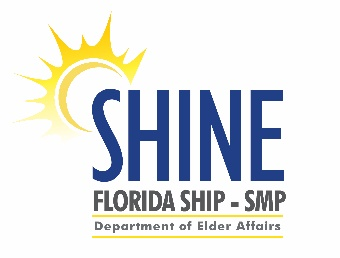 SHINE
FLORIDA SHIP - SMP
Department of Elder Affairs